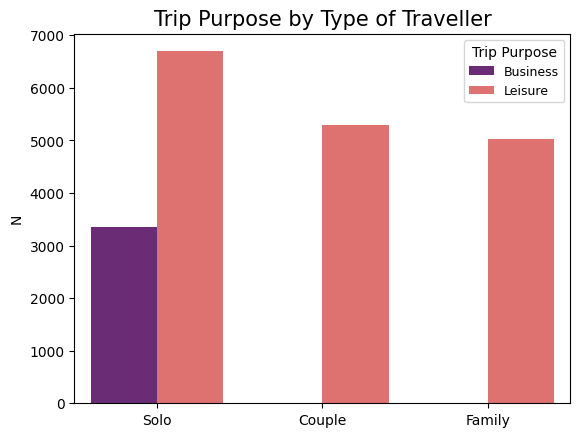 Trip Purpose by Type of Traveller
Trip Purpose
Business
Leisure
N
7000
6000
5000
4000
3000
2000
1000
0
Solo
Couple
Family